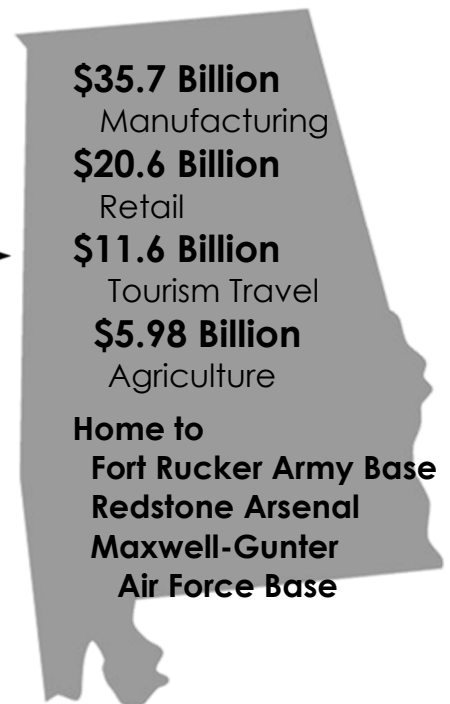 $35.7 Billion
Manufacturing
$20.6 Billion
Retail
$11.6 Billion
Tourism Travel
$5.98 Billion
Agriculture
Home to
Fort Rucker Army Base
Redstone Arsenal
Maxwell-Gunter
Air Force Base